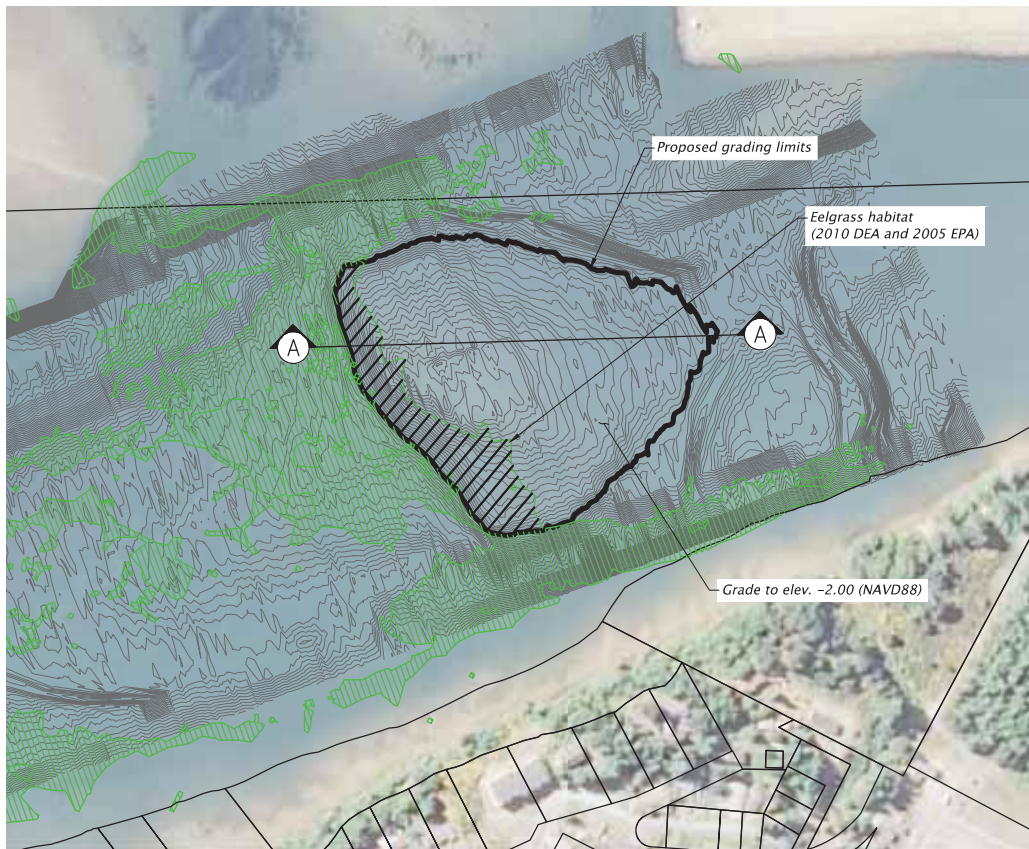 Proposed grading limits
Eelgrass habitat
(2010 DEA and 2005 EPA)
A
A
Grade to elev. -2.00 (NAVD88)